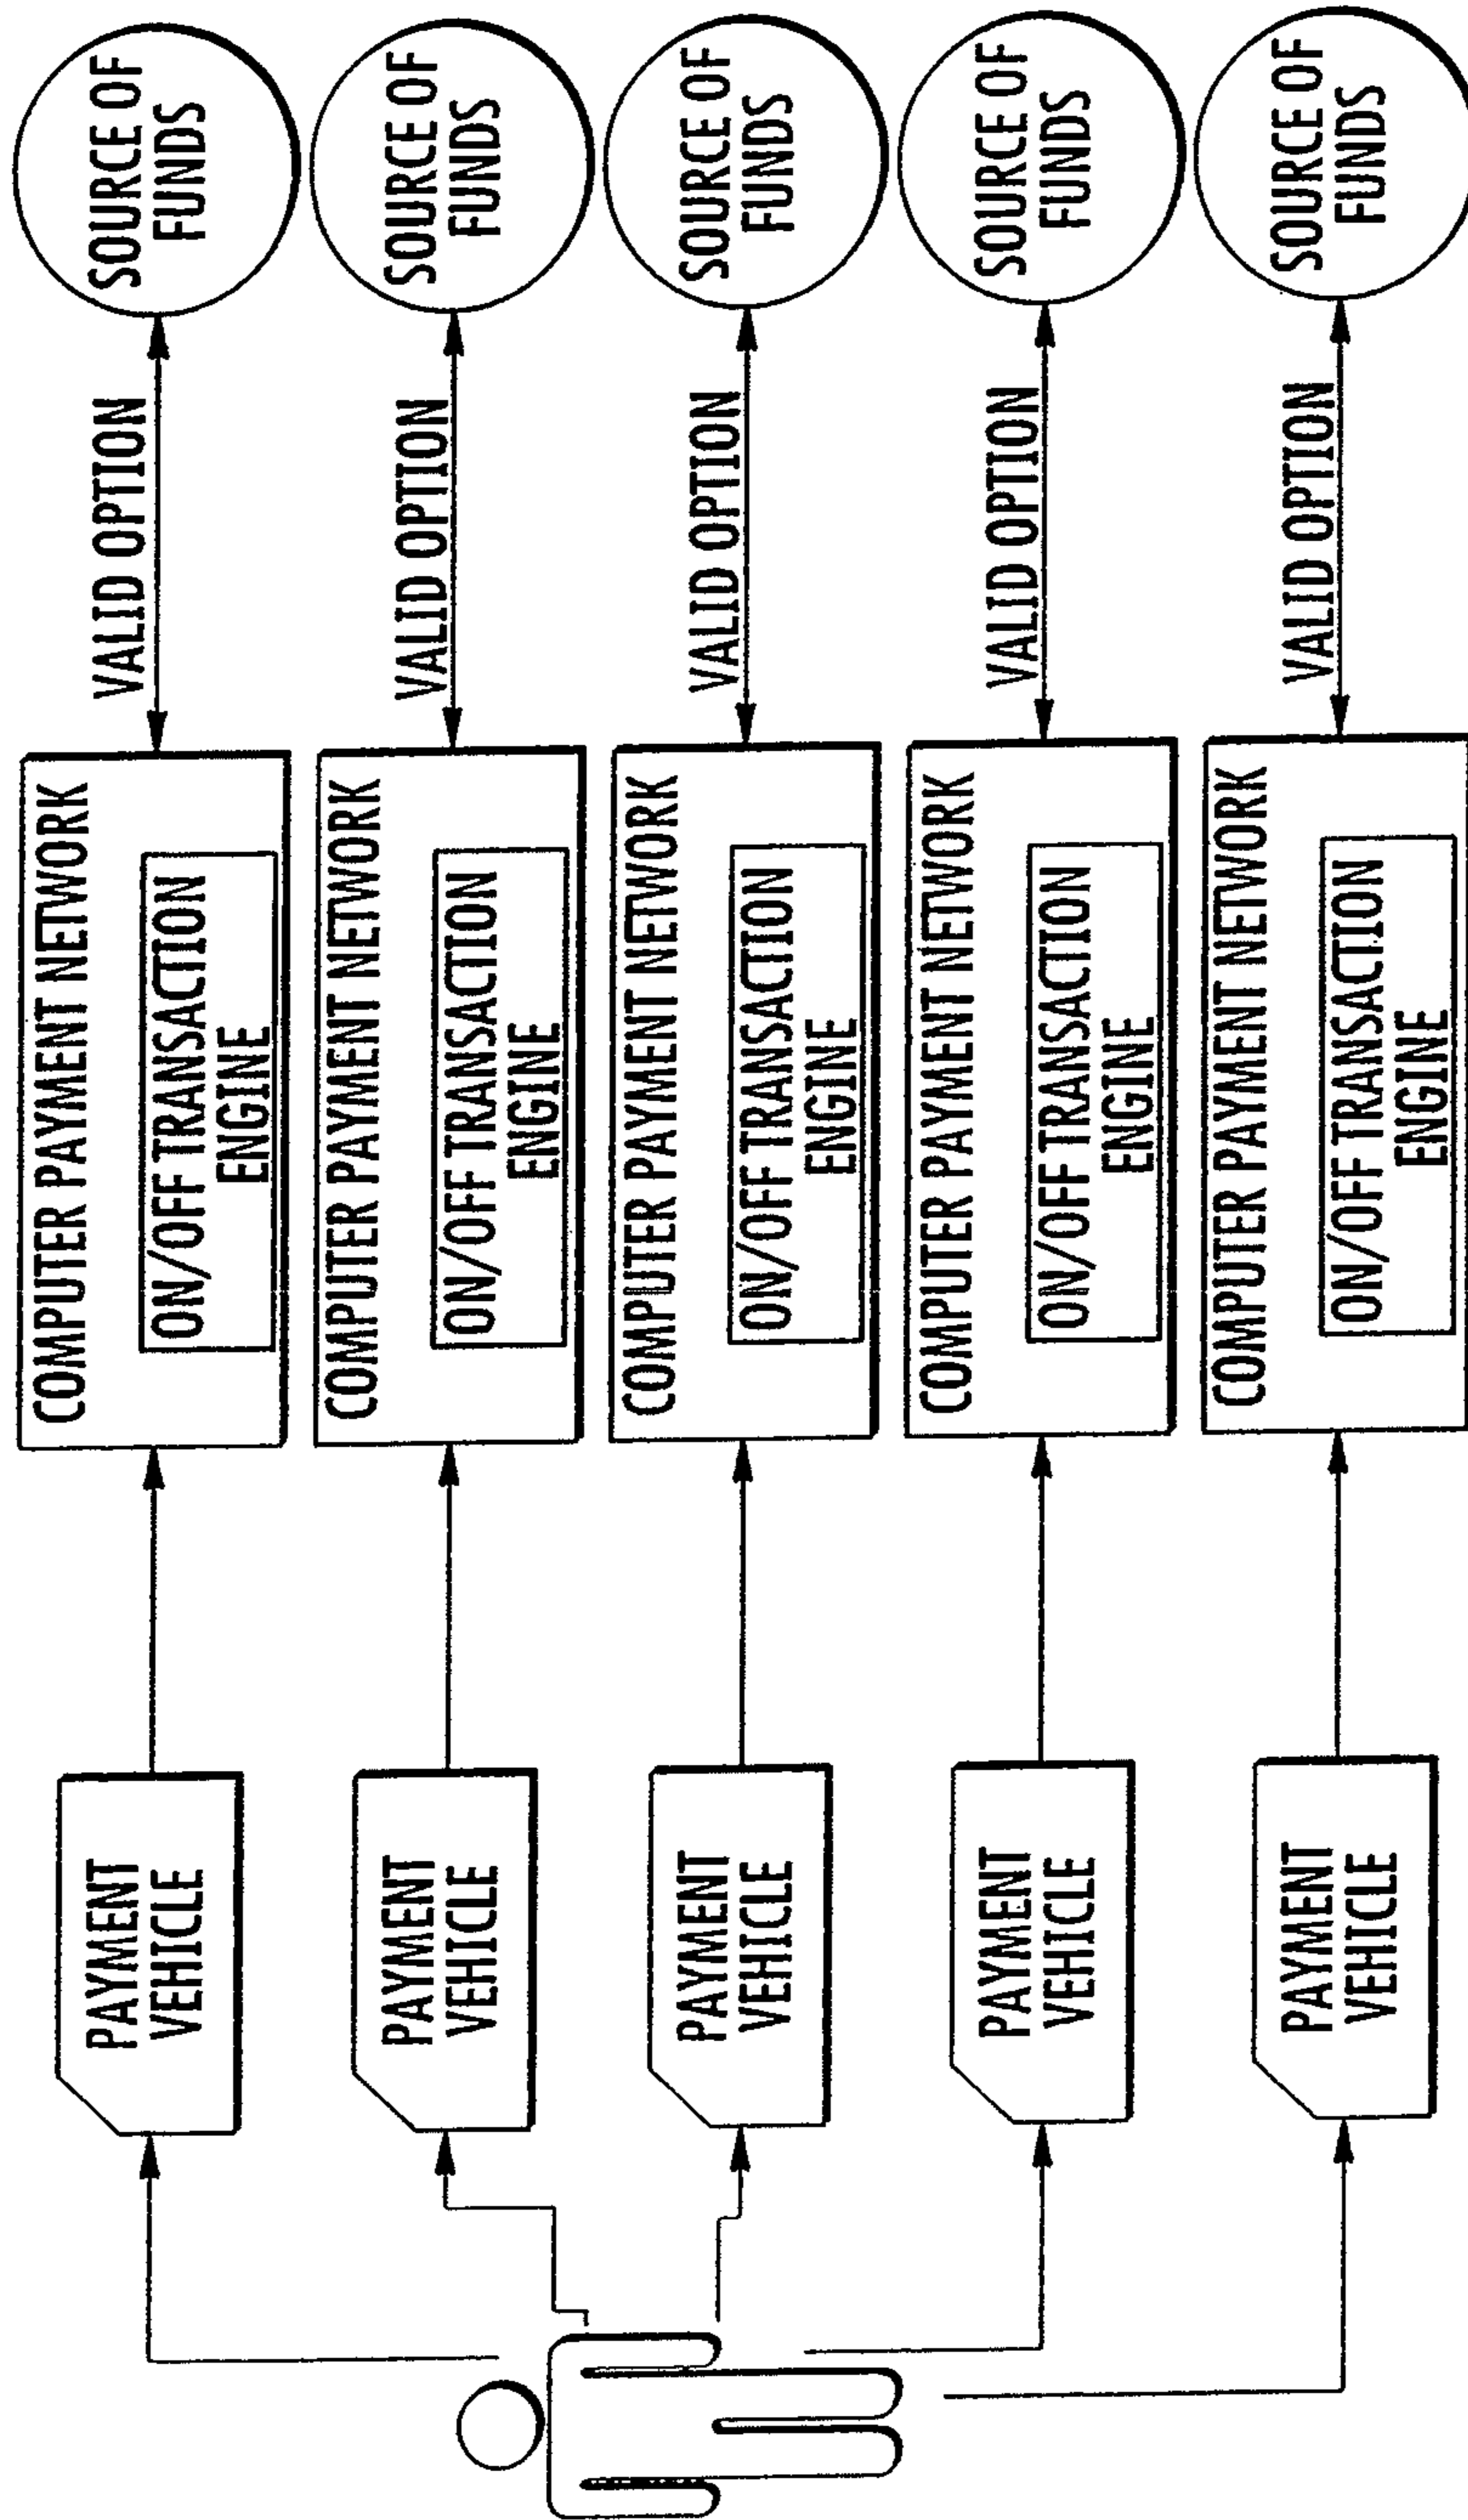 PAYMENT
VEHICLE
COMPUTER PAYMENT NETWORK
ON/OFF TRANSACTION
ENGINE
VALID OPTION
SOURCE OF
FUNDS
PAYMENT
VEHICLE
COMPUTER PAYMENT NETWORK
ON/OFF TRANSACTION
ENGINE
VALID OPTION
SOURCE OF
FUNDS
PAYMENT
VEHICLE
COMPUTER PAYMENT NETWORK
ON/OFF TRANSACTION
ENGINE
VALID OPTION
SOURCE OF
FUNDS
PAYMENT
VEHICLE
COMPUTER PAYMENT NETWORK
ON/OFF TRANSACTION
ENGINE
VALID OPTION
SOURCE OF
FUNDS
PAYMENT
VEHICLE
COMPUTER PAYMENT NETWORK
ON/OFF TRANSACTION
ENGINE
VALID OPTION
SOURCE OF
FUNDS